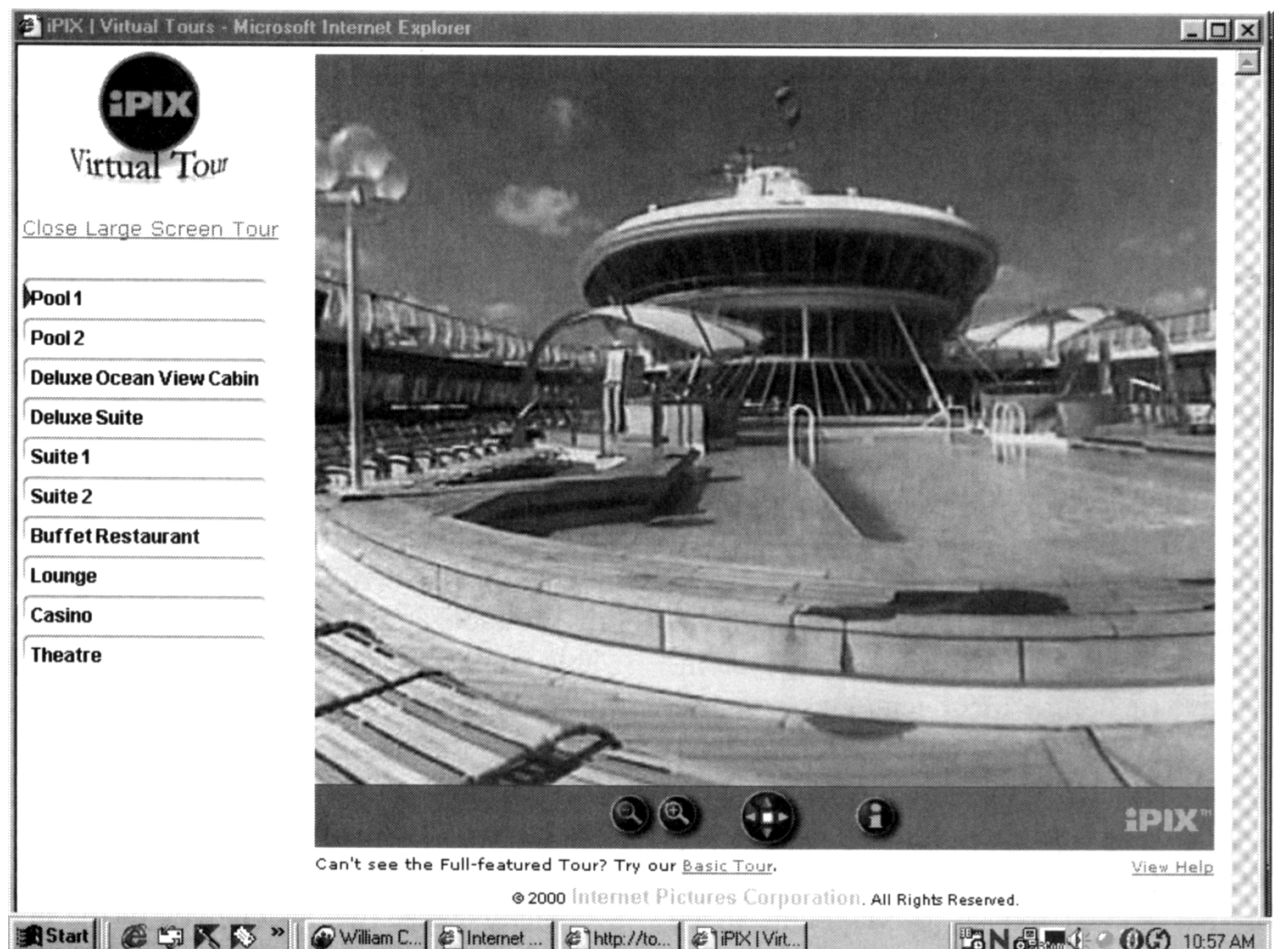 iPIX | Virtual Tours - Microsoft Internet Explorer
iPIX
Virtual Tour
Close Large Screen Tour
Pool 1
Pool 2
Deluxe Ocean View Cabin
Deluxe Suite
Suite 1
Suite 2
Buffet Restaurant
Lounge
Casino
Theatre
iPIX™
Can't see the Full-featured Tour? Try our Basic Tour.
View Help
© 2000 Internet Pictures Corporation. All Rights Reserved.
Start
»
William C...
Internet ...
http://to...
iPIX | Virt...
10:57 AM